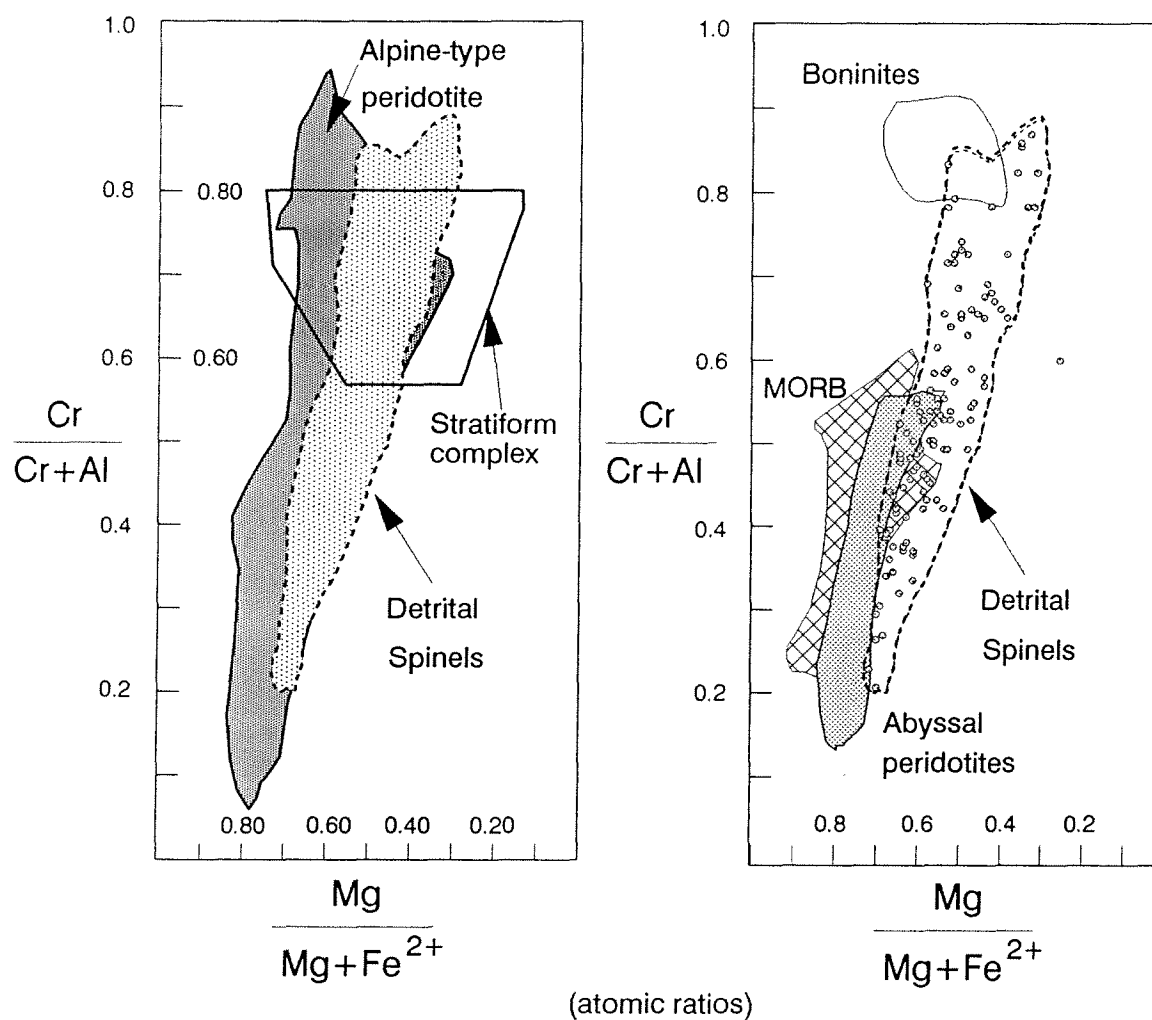 1.0
Alpine-type
peridotite
0.8
0.80
0.60
0.6
Cr
Cr+Al
Stratiform
complex
0.4
Detrital
Spinels
0.2
0.80 0.60 0.40 0.20
Mg
Mg+Fe2+
1.0
Boninites
0.8
0.6
MORB
Cr
Cr+Al
0.4
Detrital
Spinels
0.2
Abyssal
peridotites
0.8 0.6 0.4 0.2
Mg
Mg+Fe2+
(atomic ratios)